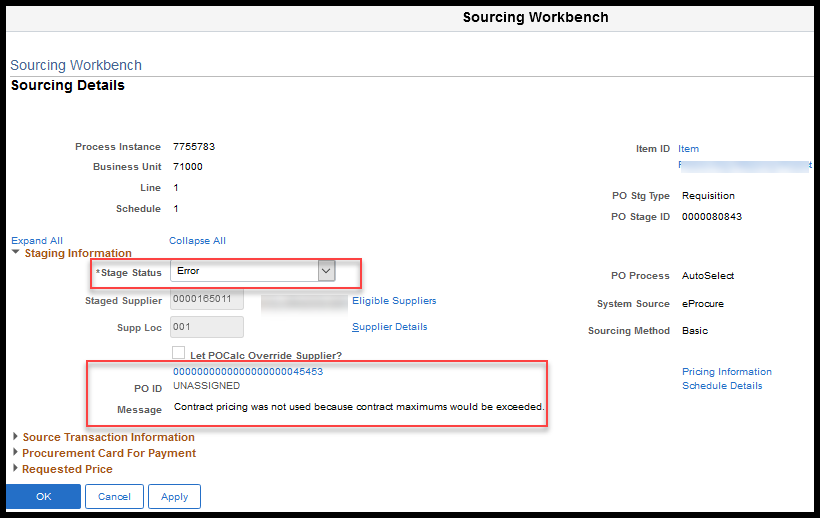 Sourcing Workbench
Sourcing Workbench
Sourcing Details
Process Instance 7755783
Item ID Item
Business Unit 71000
Line 1
PO Stg Type Requisition
Schedule 1
PO Stage ID 0000080843
Expand All Collapse All
Staging Information
*Stage Status Error
PO Process AutoSelect
Staged Supplier 0000165011 Eligible Suppliers
System Source eProcure
Supp Loc 001 Supplier Details
Sourcing Method Basic
Let POCalc Override Supplier?
0000000000000000000045453
Pricing Information
PO ID UNASSIGNED
Schedule Details
Message Contract pricing was not used because contract maximums would be exceeded.
Source Transaction Information
Procurement Card For Payment
Requested Price
OK Cancel Apply